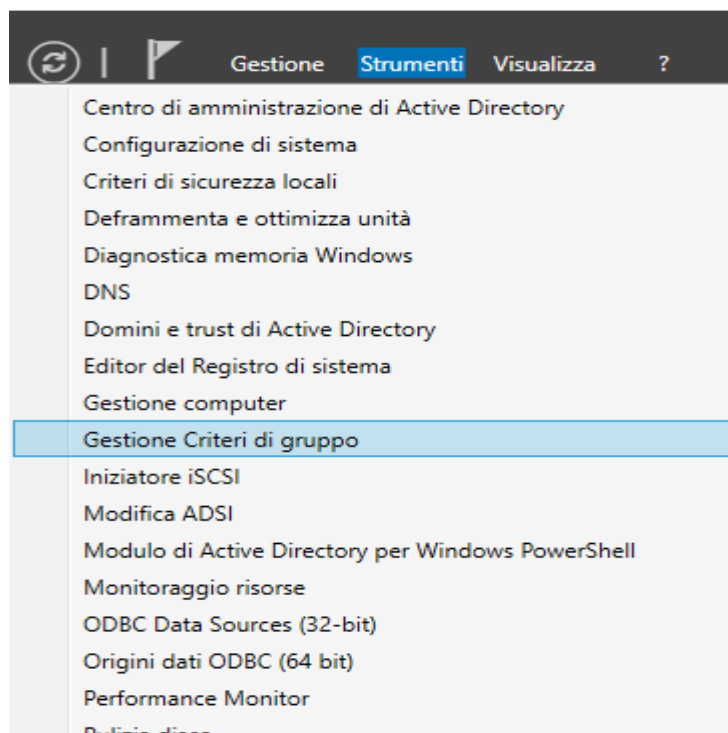 Gestione Strumenti Visualizza ?
Centro di amministrazione di Active Directory
Configurazione di sistema
Criteri di sicurezza locali
Deframmenta e ottimizza unità
Diagnostica memoria Windows
DNS
Domini e trust di Active Directory
Editor del Registro di sistema
Gestione computer
Gestione Criteri di gruppo
Iniziatore iSCSI
Modifica ADSI
Modulo di Active Directory per Windows PowerShell
Monitoraggio risorse
ODBC Data Sources (32-bit)
Origini dati ODBC (64 bit)
Performance Monitor